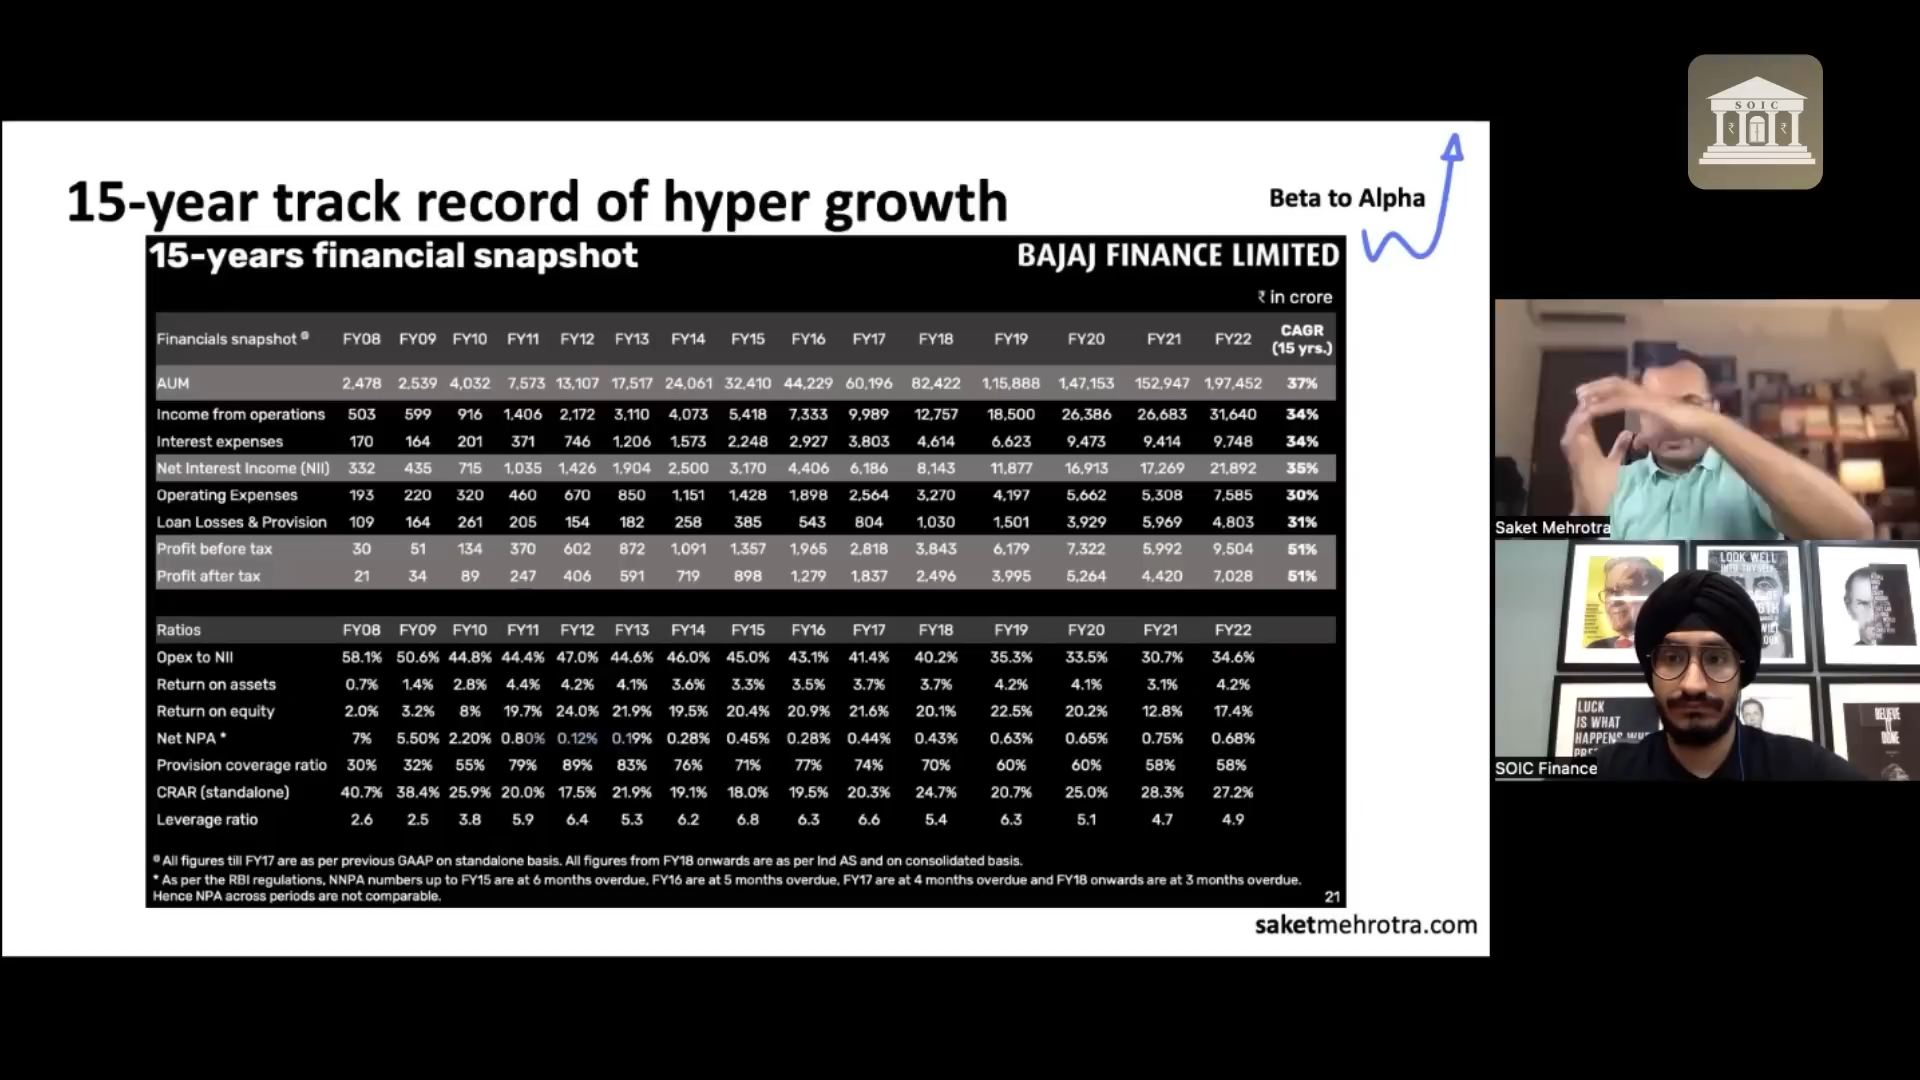 SOIC
15-year track record of hyper growth
Beta to Alpha
15-years financial snapshot BAJAJ FINANCE LIMITED
₹ in crore
Financials snapshot @ FY08 FY09 FY10 FY11 FY12 FY13 FY14 FY15 FY16 FY17 FY18 FY19 FY20 FY21 FY22 CAGR (15 yrs.)
AUM 2,478 2,539 4,032 7,573 13,107 17,517 24,061 32,410 44,229 60,196 82,422 1,15,888 1,47,153 152,947 1,97,452 37%
Income from operations 503 599 916 1,406 2,172 3,110 4,073 5,418 7,333 9,989 12,757 18,500 26,386 26,683 31,640 34%
Interest expenses 170 164 201 371 746 1,206 1,573 2,248 2,927 3,803 4,614 6,623 9,473 9,414 9,748 34%
Net Interest Income (NII) 332 435 715 1,035 1,426 1,904 2,500 3,170 4,406 6,186 8,143 11,877 16,913 17,269 21,892 35%
Operating Expenses 193 220 320 460 670 850 1,151 1,428 1,898 2,564 3,270 4,197 5,662 5,308 7,585 30%
Loan Losses & Provision 109 164 261 205 154 182 258 385 543 804 1,030 1,501 3,929 5,969 4,803 31%
Profit before tax 30 51 134 370 602 872 1,091 1,357 1,965 2,818 3,843 6,179 7,322 5,992 9,504 51%
Profit after tax 21 34 89 247 406 591 719 898 1,279 1,837 2,496 3,995 5,264 4,420 7,028 51%
Ratios FY08 FY09 FY10 FY11 FY12 FY13 FY14 FY15 FY16 FY17 FY18 FY19 FY20 FY21 FY22
Opex to NII 58.1% 50.6% 44.8% 44.4% 47.0% 44.6% 46.0% 45.0% 43.1% 41.4% 40.2% 35.3% 33.5% 30.7% 34.6%
Return on assets 0.7% 1.4% 2.8% 4.4% 4.2% 4.1% 3.6% 3.3% 3.5% 3.7% 3.7% 4.2% 4.1% 3.1% 4.2%
Return on equity 2.0% 3.2% 8% 19.7% 24.0% 21.9% 19.5% 20.4% 20.9% 21.6% 20.1% 22.5% 20.2% 12.8% 17.4%
Net NPA * 7% 5.50% 2.20% 0.80% 0.12% 0.19% 0.28% 0.45% 0.28% 0.44% 0.43% 0.63% 0.65% 0.75% 0.68%
Provision coverage ratio 30% 32% 55% 79% 89% 83% 76% 71% 77% 74% 70% 60% 60% 58% 58%
CRAR (standalone) 40.7% 38.4% 25.9% 20.0% 17.5% 21.9% 19.1% 18.0% 19.5% 20.3% 24.7% 20.7% 25.0% 28.3% 27.2%
Leverage ratio 2.6 2.5 3.8 5.9 6.4 5.3 6.2 6.8 6.3 6.6 5.4 6.3 5.1 4.7 4.9
@ All figures till FY17 are as per previous GAAP on standalone basis. All figures from FY18 onwards are as per Ind AS and on consolidated basis.
* As per the RBI regulations, NNPA numbers up to FY15 are at 6 months overdue, FY16 are at 5 months overdue, FY17 are at 4 months overdue and FY18 onwards are at 3 months overdue.
Hence NPA across periods are not comparable.
21
saketmehrotra.com
Saket Mehrotra
LOOK WELL
LUCK
IS WHAT
HAPPENS
SOIC Finance